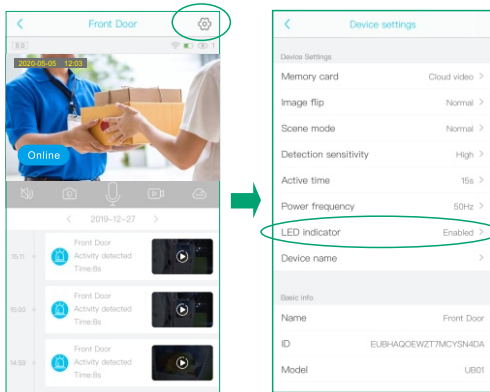 Front Door
2020-05-05 12:03
1
Online
2019-12-27
15:11
Front Door
Activity detected
Time:8s
15:00
Front Door
Activity detected
Time:8s
14:53
Front Door
Activity detected
Time:8s
Device settings
Device Settings
Memory card Cloud video >
Image flip Normal >
Scene mode Normal >
Detection sensitivity High >
Active time 15s >
Power frequency 50Hz >
LED indicator Enabled >
Device name >
Basic info
Name Front Door
ID EUBHAQOEWZT7MCYSN4DA
Model UB01